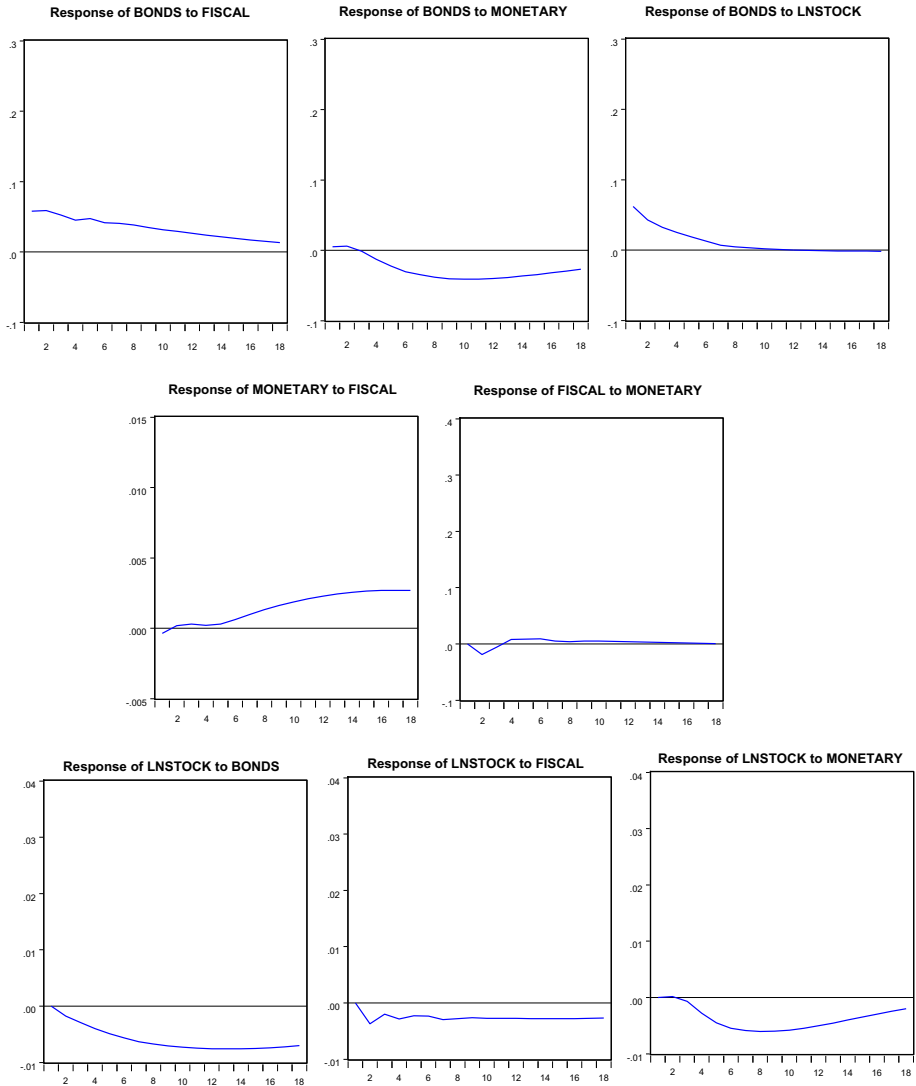 Response of BONDS to FISCAL
.3
.2
.1
.0
-.1
2 4 6 8 10 12 14 16 18
Response of BONDS to MONETARY
.3
.2
.1
.0
-.1
2 4 6 8 10 12 14 16 18
Response of BONDS to LNSTOCK
.3
.2
.1
.0
-.1
2 4 6 8 10 12 14 16 18
Response of MONETARY to FISCAL
.015
.010
.005
.000
-.005
2 4 6 8 10 12 14 16 18
Response of FISCAL to MONETARY
.4
.3
.2
.1
.0
-.1
2 4 6 8 10 12 14 16 18
Response of LNSTOCK to BONDS
.04
.03
.02
.01
.00
-.01
2 4 6 8 10 12 14 16 18
Response of LNSTOCK to FISCAL
.04
.03
.02
.01
.00
-.01
2 4 6 8 10 12 14 16 18
Response of LNSTOCK to MONETARY
.04
.03
.02
.01
.00
-.01
2 4 6 8 10 12 14 16 18